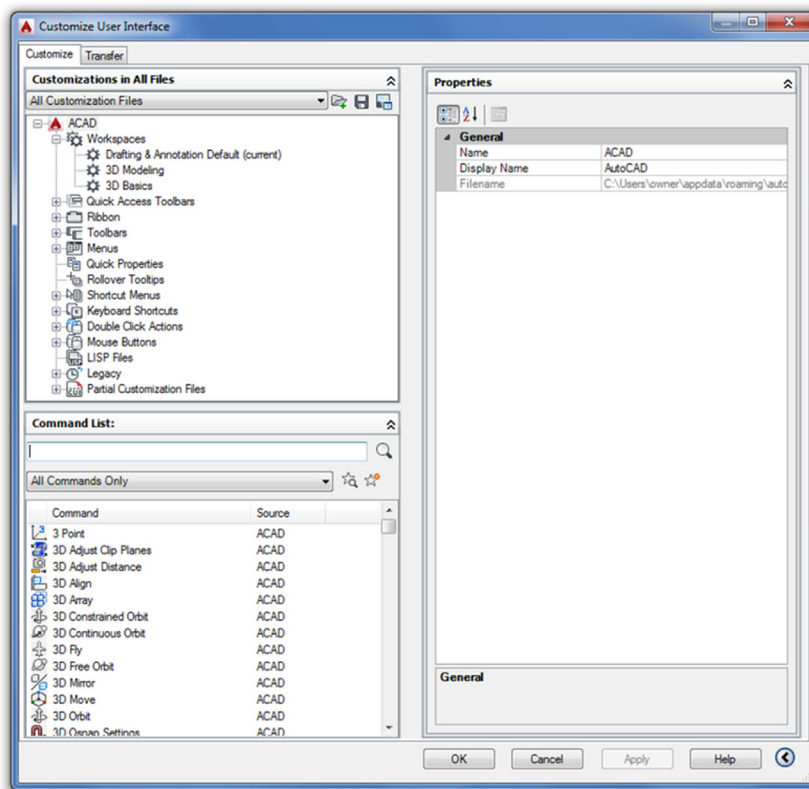 Customize User Interface
Customize Transfer
Customizations in All Files
All Customization Files
ACAD
Workspaces
Drafting & Annotation Default (current)
3D Modeling
3D Basics
Quick Access Toolbars
Ribbon
Toolbars
Menus
Quick Properties
Rollover Tooltips
Shortcut Menus
Keyboard Shortcuts
Double Click Actions
Mouse Buttons
LISP Files
Legacy
Partial Customization Files
Command List:
All Commands Only
Command Source
3 Point ACAD
3D Adjust Clip Planes ACAD
3D Adjust Distance ACAD
3D Align ACAD
3D Array ACAD
3D Constrained Orbit ACAD
3D Continuous Orbit ACAD
3D Fly ACAD
3D Free Orbit ACAD
3D Mirror ACAD
3D Move ACAD
3D Orbit ACAD
3D Osnap Settings ACAD
Properties
General
Name ACAD
Display Name AutoCAD
Filename C:\Users\owner\appdata\roaming\autc
General
OK Cancel Apply Help